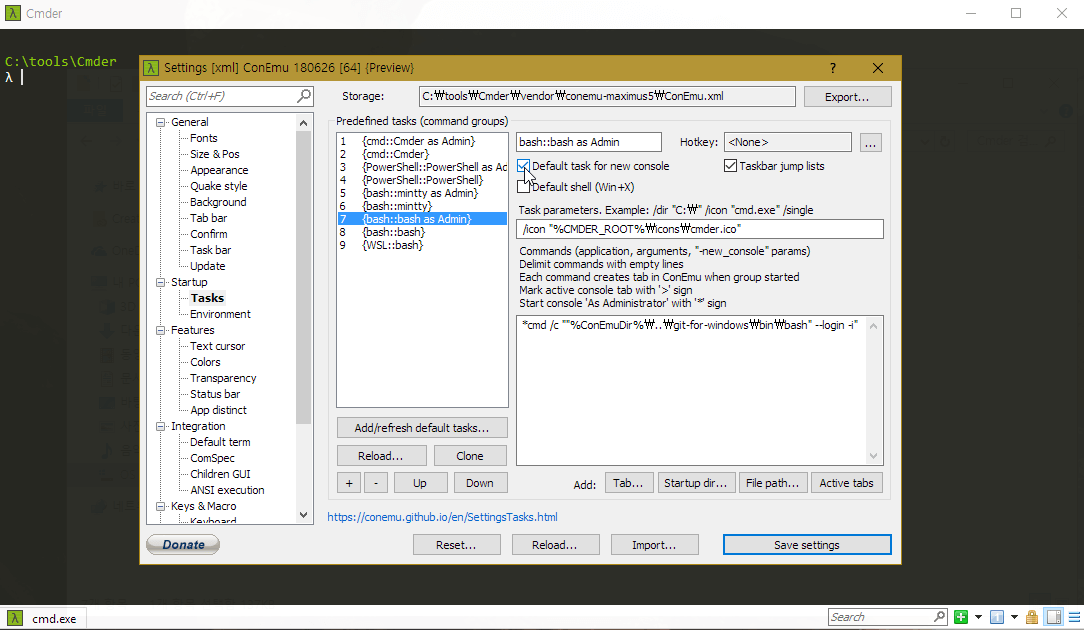 Cmder
C:\tools\Cmder
λ
Settings [xml] ConEmu 180626 [64] {Preview}
?
Search (Ctrl+F)
Storage:
C:₩tools₩Cmder₩vendor₩conemu-maximus5₩ConEmu.xml
Export...
General
Fonts
Size & Pos
Appearance
Quake style
Background
Tab bar
Confirm
Task bar
Update
Startup
Tasks
Environment
Features
Text cursor
Colors
Transparency
Status bar
App distinct
Integration
Default term
ComSpec
Children GUI
ANSI execution
Keys & Macro
Keyboard
Donate
Predefined tasks (command groups)
1 {cmd::Cmder as Admin}
2 {cmd::Cmder}
3 {PowerShell::PowerShell as Ad
4 {PowerShell::PowerShell}
5 {bash::mintty as Admin}
6 {bash::mintty}
7 {bash::bash as Admin}
8 {bash::bash}
9 {WSL::bash}
Add/refresh default tasks...
Reload... Clone
+ - Up Down
bash::bash as Admin
Hotkey: <None> ...
Default task for new console
Taskbar jump lists
Default shell (Win+X)
Task parameters. Example: /dir "C:₩" /icon "cmd.exe" /single
/icon "%CMDER_ROOT%₩icons₩cmder.ico"
Commands (application, arguments, "-new_console" params)
Delimit commands with empty lines
Each command creates tab in ConEmu when group started
Mark active console tab with '>' sign
Start console 'As Administrator' with '*' sign
*cmd /c ""%ConEmuDir%₩..₩git-for-windows₩bin₩bash" --login -i"
Add: Tab... Startup dir... File path... Active tabs
https://conemu.github.io/en/SettingsTasks.html
Reset... Reload... Import... Save settings
λ cmd.exe
Search